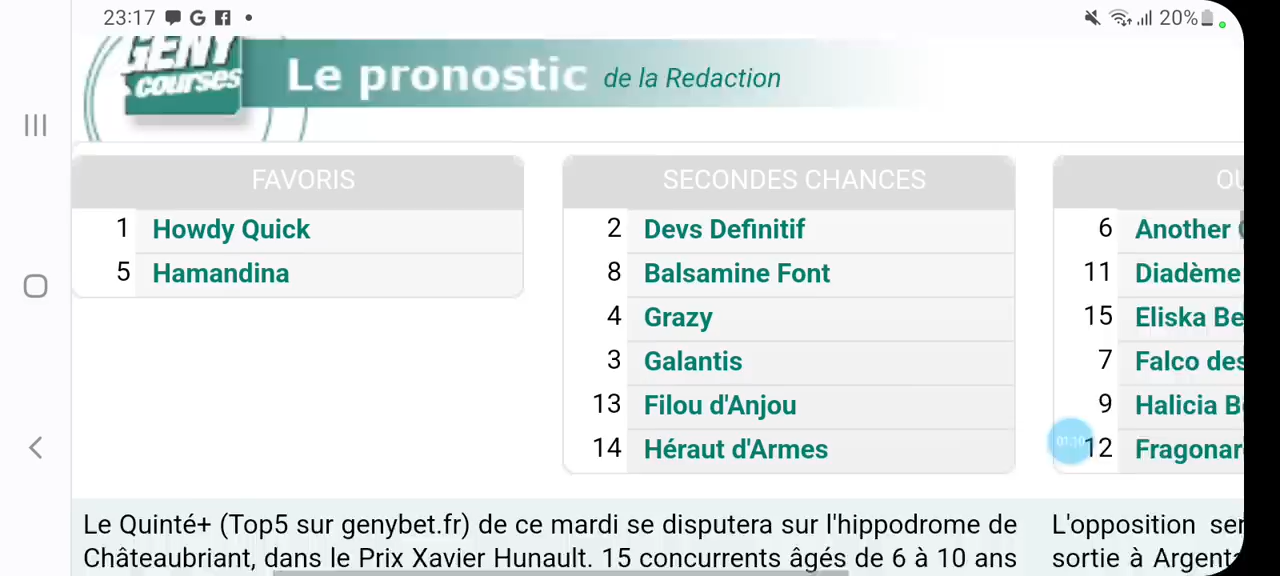 23:17
20%
GENY
courses
Le pronostic de la Redaction
FAVORIS
1 Howdy Quick
5 Hamandina
SECONDES CHANCES
2 Devs Definitif
8 Balsamine Font
4 Grazy
3 Galantis
13 Filou d'Anjou
14 Héraut d'Armes
OU
6 Another
11 Diadème
15 Eliska Be
7 Falco des
9 Halicia B
12 Fragonar
Le Quinté+ (Top5 sur genybet.fr) de ce mardi se disputera sur l'hippodrome de
Châteaubriant, dans le Prix Xavier Hunault. 15 concurrents âgés de 6 à 10 ans
L'opposition ser
sortie à Argenta